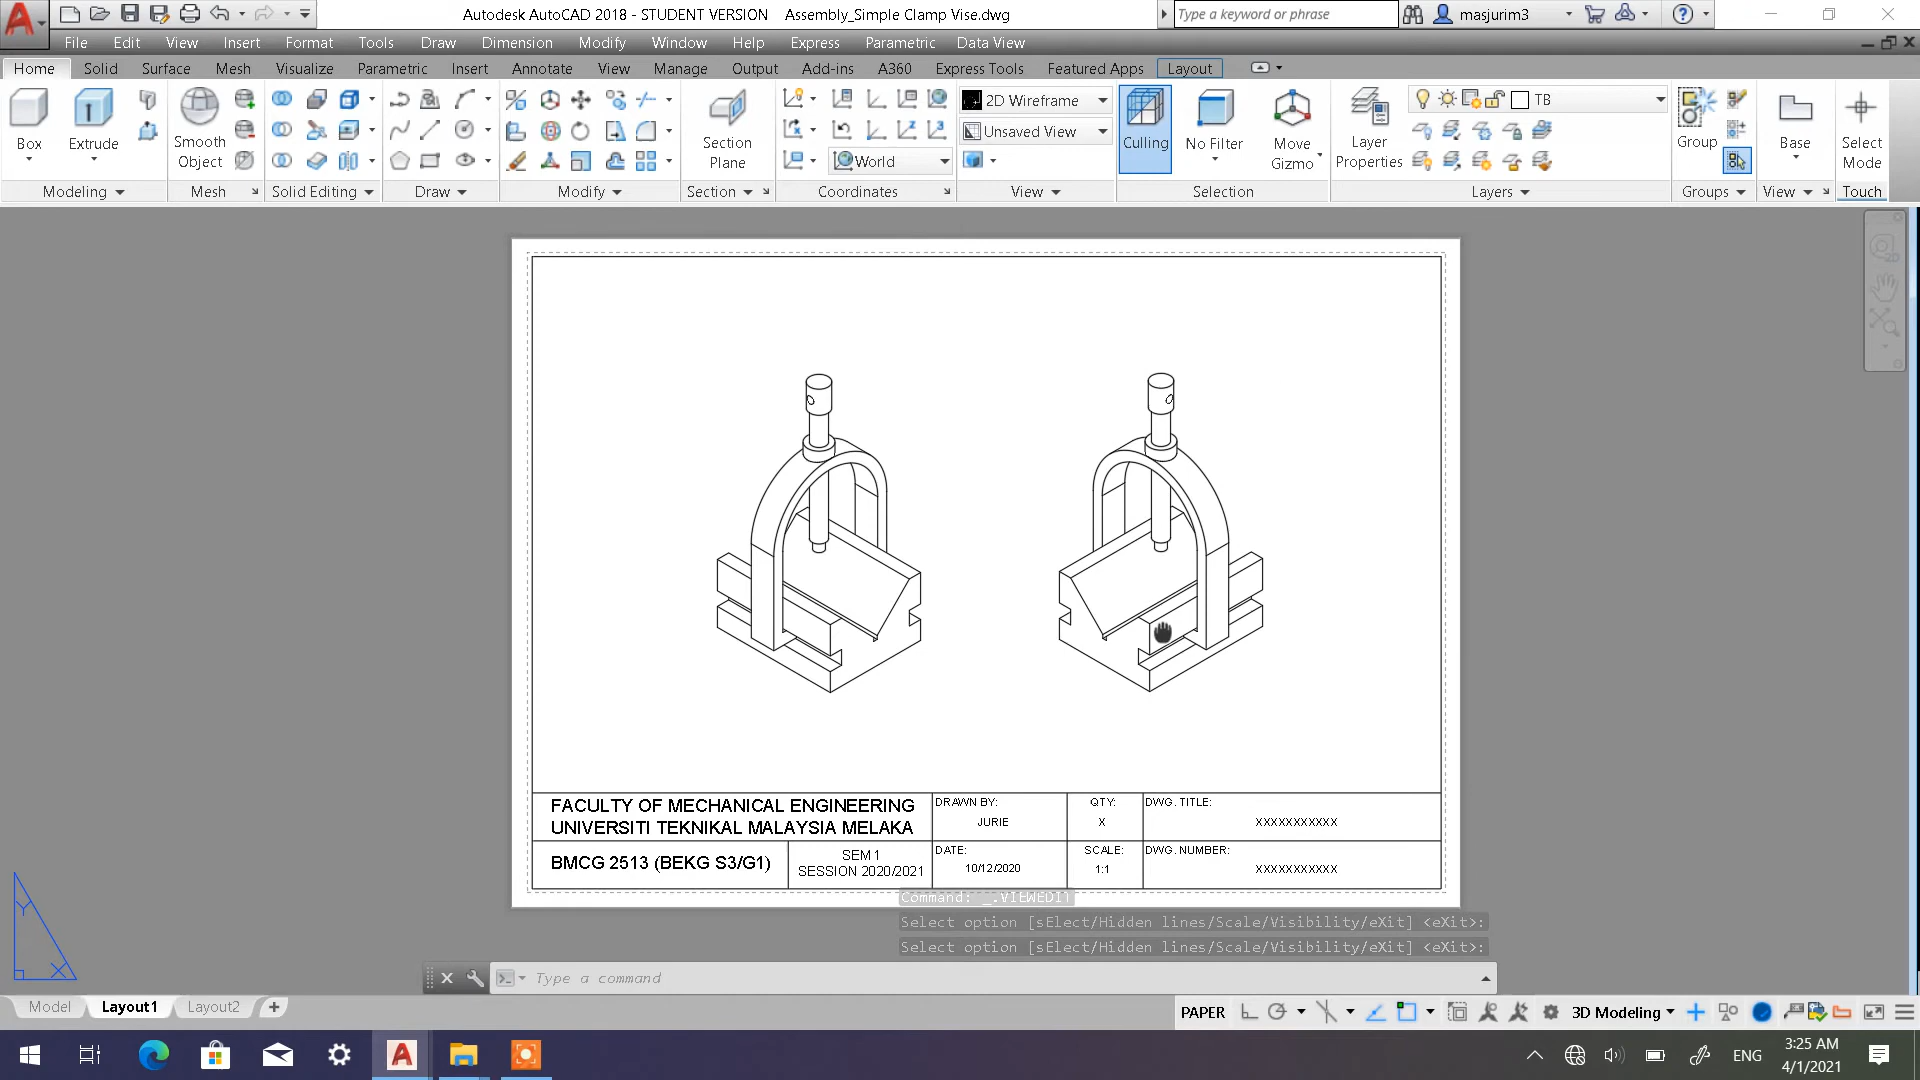 Autodesk AutoCAD 2018 - STUDENT VERSION Assembly_Simple Clamp Vise.dwg
Type a keyword or phrase
masjurim3
File Edit View Insert Format Tools Draw Dimension Modify Window Help Express Parametric Data View
Home Solid Surface Mesh Visualize Parametric Insert Annotate View Manage Output Add-ins A360 Express Tools Featured Apps Layout
Box
Extrude
Smooth Object
Section Plane
World
2D Wireframe
Unsaved View
Culling
No Filter
Move Gizmo
Layer Properties
TB
Group
Base
Select Mode
Modeling Mesh Solid Editing Draw Modify Section Coordinates View Selection Layers Groups View Touch
FACULTY OF MECHANICAL ENGINEERING
UNIVERSITI TEKNIKAL MALAYSIA MELAKA
DRAWN BY:
JURIE
QTY:
X
DWG. TITLE:
XXXXXXXXXXX
BMCG 2513 (BEKG S3/G1)
SEM 1
SESSION 2020/2021
DATE:
10/12/2020
SCALE:
1:1
DWG. NUMBER:
XXXXXXXXXXX
Command: _.VIEWEDIT
Select option [sElect/Hidden lines/Scale/Visibility/eXit] <eXit>:
Select option [sElect/Hidden lines/Scale/Visibility/eXit] <eXit>:
Type a command
Y
X
Model Layout1 Layout2
PAPER
3D Modeling
ENG
3:25 AM
4/1/2021